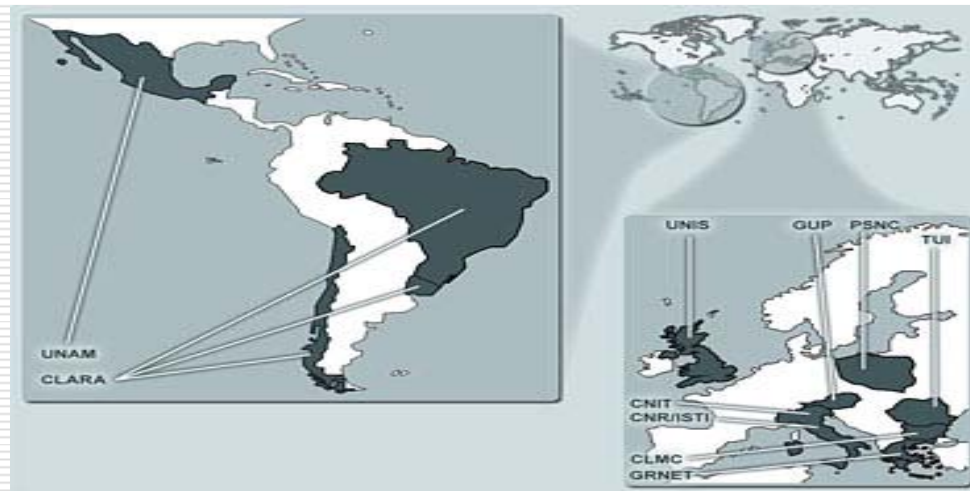 UNAM
CLARA
UNIS GUP PSNC
TUI
CNIT
CNR/ISTI
CLMC
GRNET